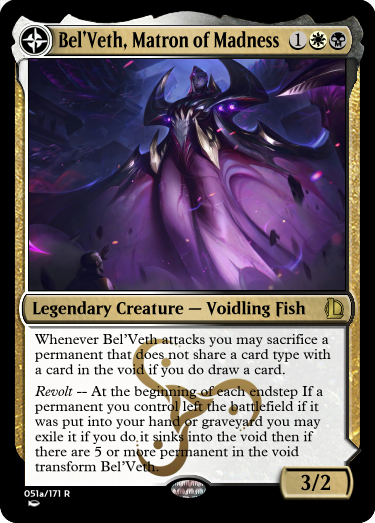 Bel'Veth, Matron of Madness 1
Legendary Creature — Voidling Fish
Whenever Bel'Veth attacks you may sacrifice a
permanent that does not share a card type with
a card in the void if you do draw a card.
Revolt -- At the beginning of each endstep If a
permanent you control left the battlefield if it
was put into your hand or graveyard you may
exile it if you do it sinks into the void then if
there are 5 or more permanent in the void
transform Bel'Veth.
3/2
051a/171 R